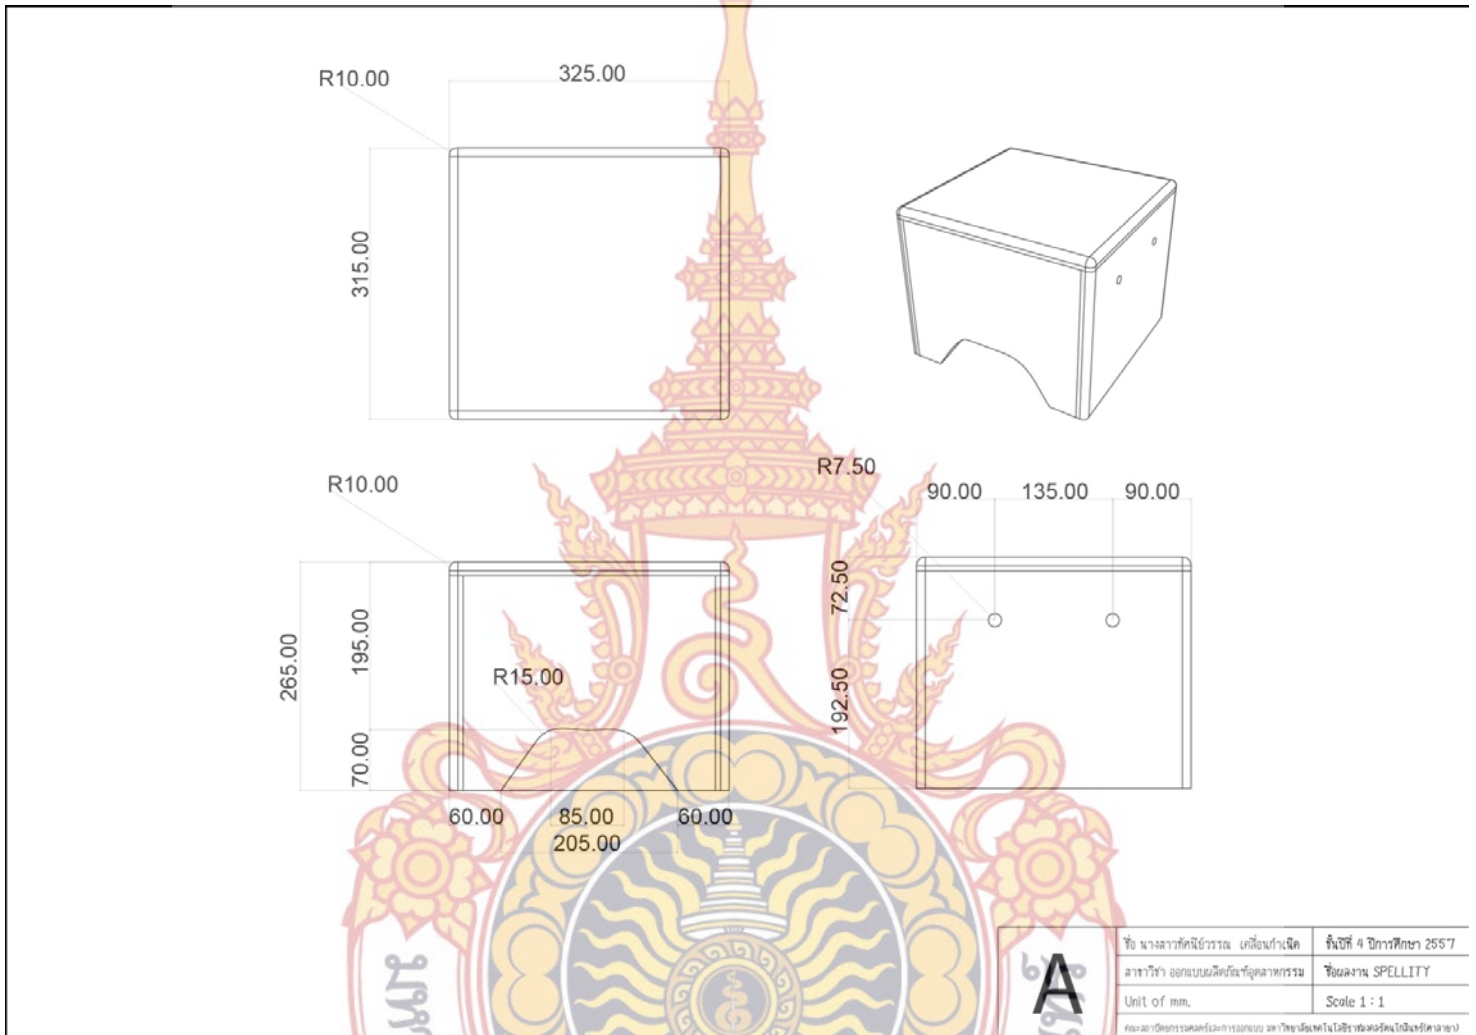 R10.00
325.00
315.00
R10.00
265.00
195.00
70.00
R15.00
60.00
85.00
60.00
205.00
R7.50
90.00
135.00
90.00
72.50
192.50
A
ชื่อ นางสาวทัศนีย์วรรณ เคลื่อนกำเนิด
ชั้นปีที่ 4 ปีการศึกษา 2557
สาขาวิชา ออกแบบผลิตภัณฑ์อุตสาหกรรม
ชื่อผลงาน SPELLITY
Unit of mm.
Scale 1 : 1